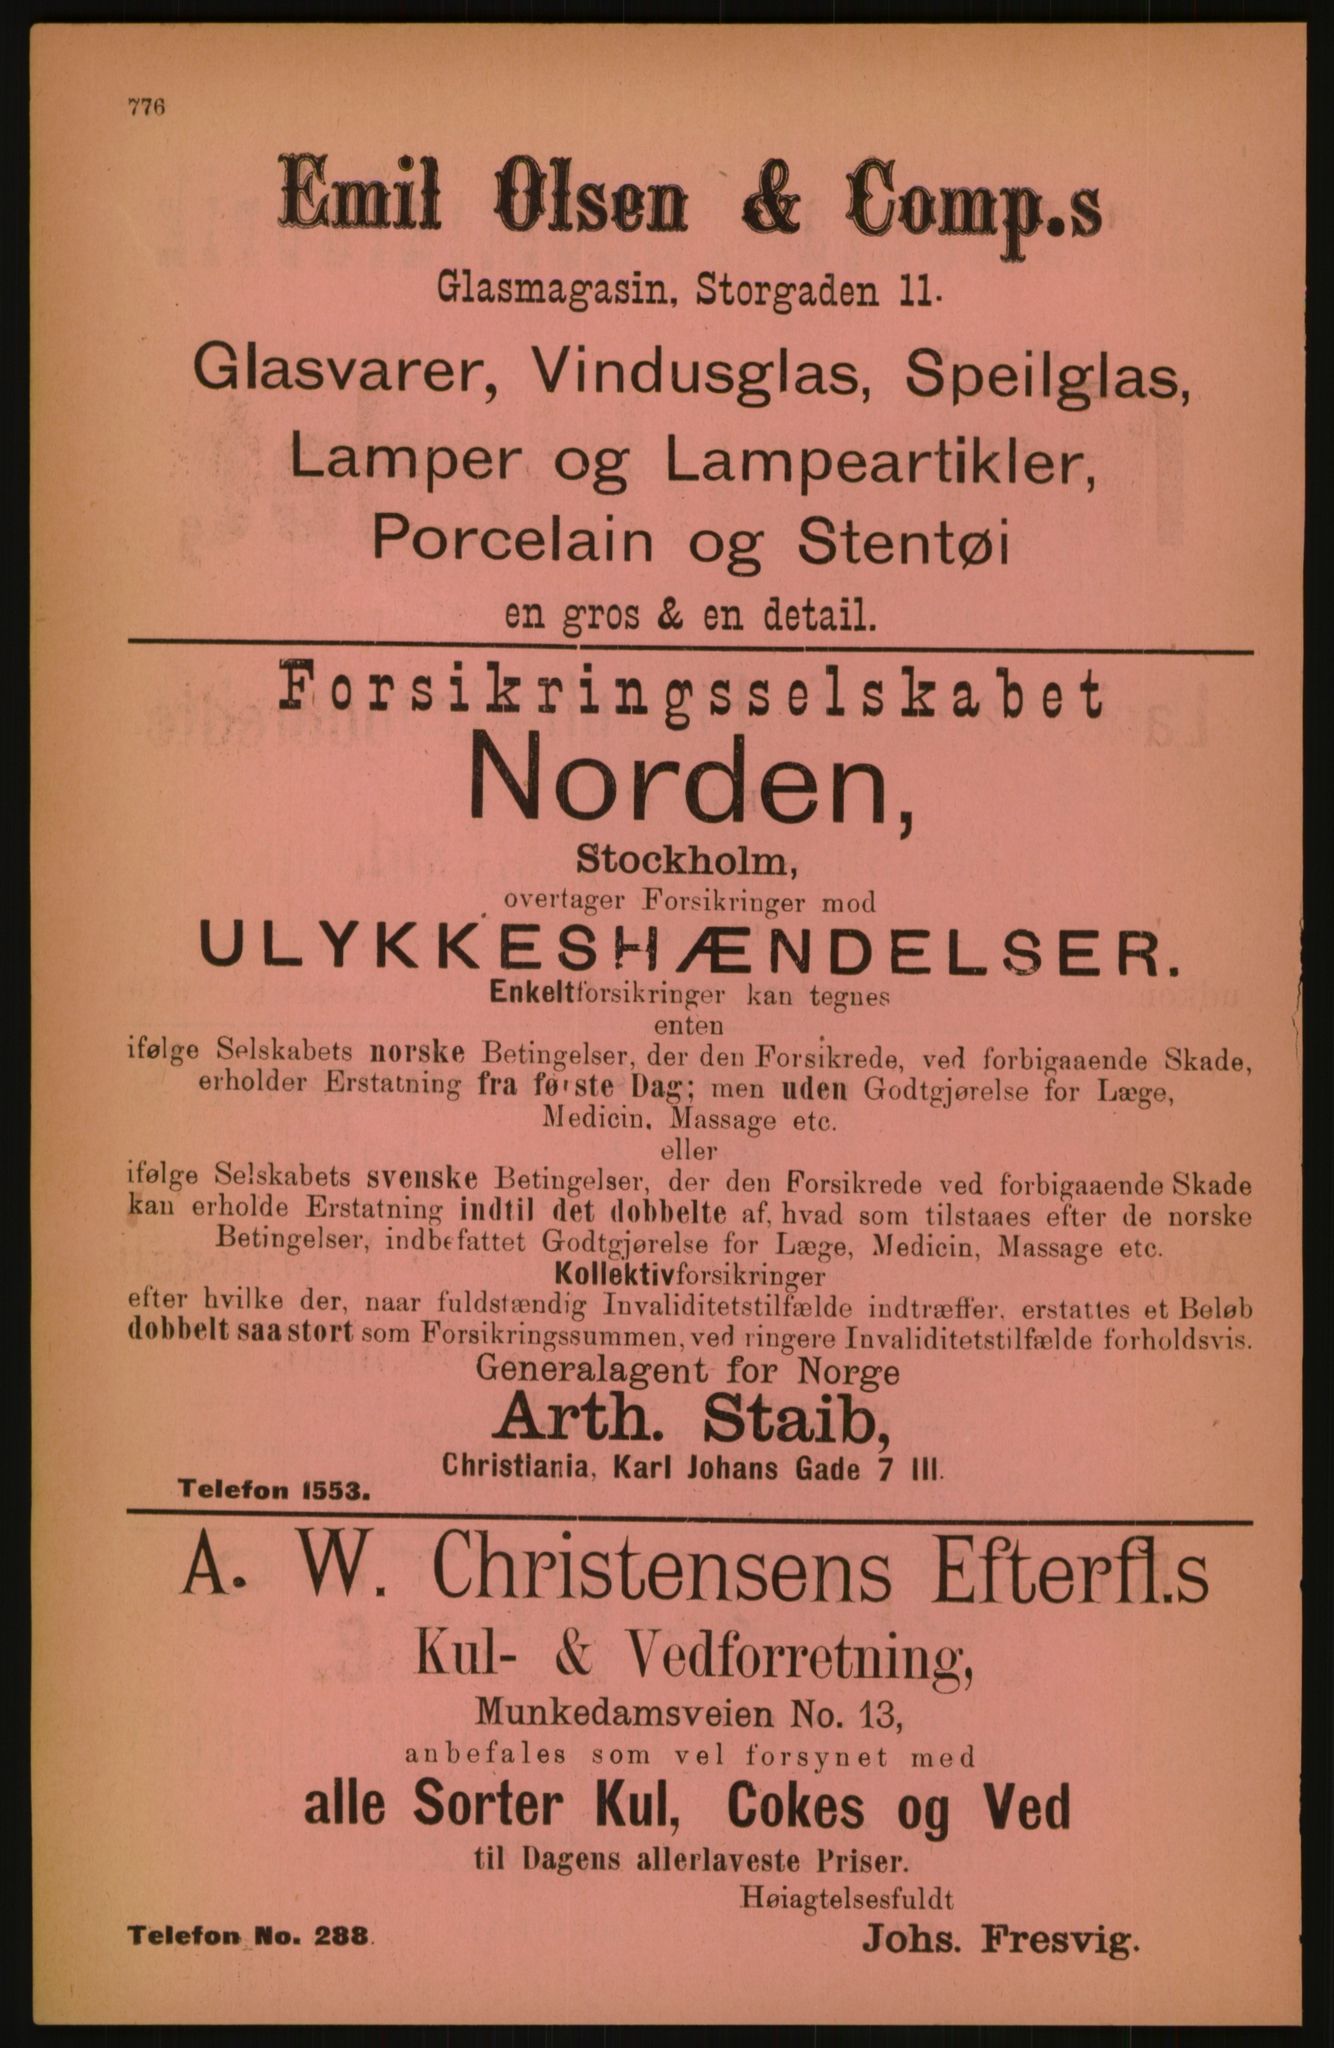 776
Emil Olsen & Comp.s
Glasmagasin, Storgaden 11.
Glasvarer, Vindusglas, Speilglas,
Lamper og Lampeartikler,
Porcelain og Stentøi
en gros & en detail.
Forsikringsselskabet
Norden,
Stockholm,
overtager Forsikringer mod
ULYKKESHÆNDELSER.
Enkeltforsikringer kan tegnes
enten
ifølge Selskabets norske Betingelser, der den Forsikrede, ved forbigaaende Skade,
erholder Erstatning fra første Dag; men uden Godtgjørelse for Læge,
Medicin, Massage etc.
eller
ifølge Selskabets svenske Betingelser, der den Forsikrede ved forbigaaende Skade
kan erholde Erstatning indtil det dobbelte af, hvad som tilstaaes efter de norske
Betingelser, indbefattet Godtgjørelse for Læge, Medicin, Massage etc.
Kollektivforsikringer
efter hvilke der, naar fuldstændig Invaliditetstilfælde indtræffer, erstattes et Beløb
dobbelt saa stort som Forsikringssummen, ved ringere Invaliditetstilfælde forholdsvis.
Generalagent for Norge
Arth. Staib,
Christiania, Karl Johans Gade 7 III.
Telefon 1553.
A. W. Christensens Efterfl.s
Kul- & Vedforretning,
Munkedamsveien No. 13,
anbefales som vel forsynet med
alle Sorter Kul, Cokes og Ved
til Dagens allerlaveste Priser.
Høiagtelsesfuldt
Telefon No. 288.
Johs. Fresvig.